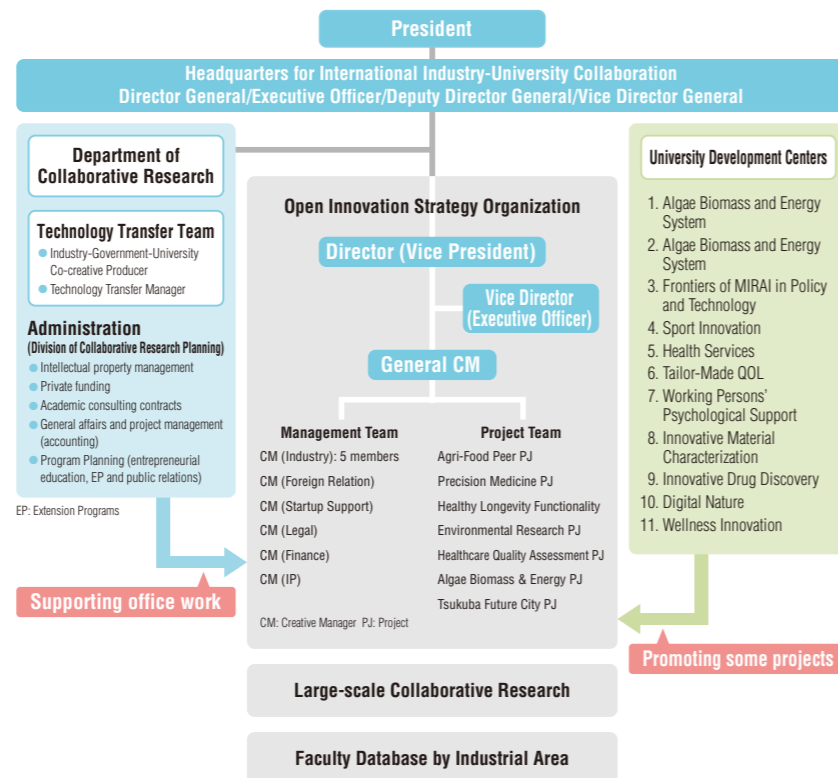 President
Headquarters for International Industry-University Collaboration
Director General/Executive Officer/Deputy Director General/Vice Director General
Department of
Collaborative Research
Technology Transfer Team
Industry-Government-University
Co-creative Producer
Technology Transfer Manager
Administration
(Division of Collaborative Research Planning)
Intellectual property management
Private funding
Academic consulting contracts
General affairs and project management
(accounting)
Program Planning (entrepreneurial
education, EP and public relations)
EP: Extension Programs
Supporting office work
Open Innovation Strategy Organization
Director (Vice President)
Vice Director
(Executive Officer)
General CM
Management Team
CM (Industry): 5 members
CM (Foreign Relation)
CM (Startup Support)
CM (Legal)
CM (Finance)
CM (IP)
Project Team
Agri-Food Peer PJ
Precision Medicine PJ
Healthy Longevity Functionality
Environmental Research PJ
Healthcare Quality Assessment PJ
Algae Biomass & Energy PJ
Tsukuba Future City PJ
CM: Creative Manager PJ: Project
University Development Centers
1. Algae Biomass and Energy
System
2. Algae Biomass and Energy
System
3. Frontiers of MIRAI in Policy
and Technology
4. Sport Innovation
5. Health Services
6. Tailor-Made QOL
7. Working Persons'
Psychological Support
8. Innovative Material
Characterization
9. Innovative Drug Discovery
10. Digital Nature
11. Wellness Innovation
Promoting some projects
Large-scale Collaborative Research
Faculty Database by Industrial Area